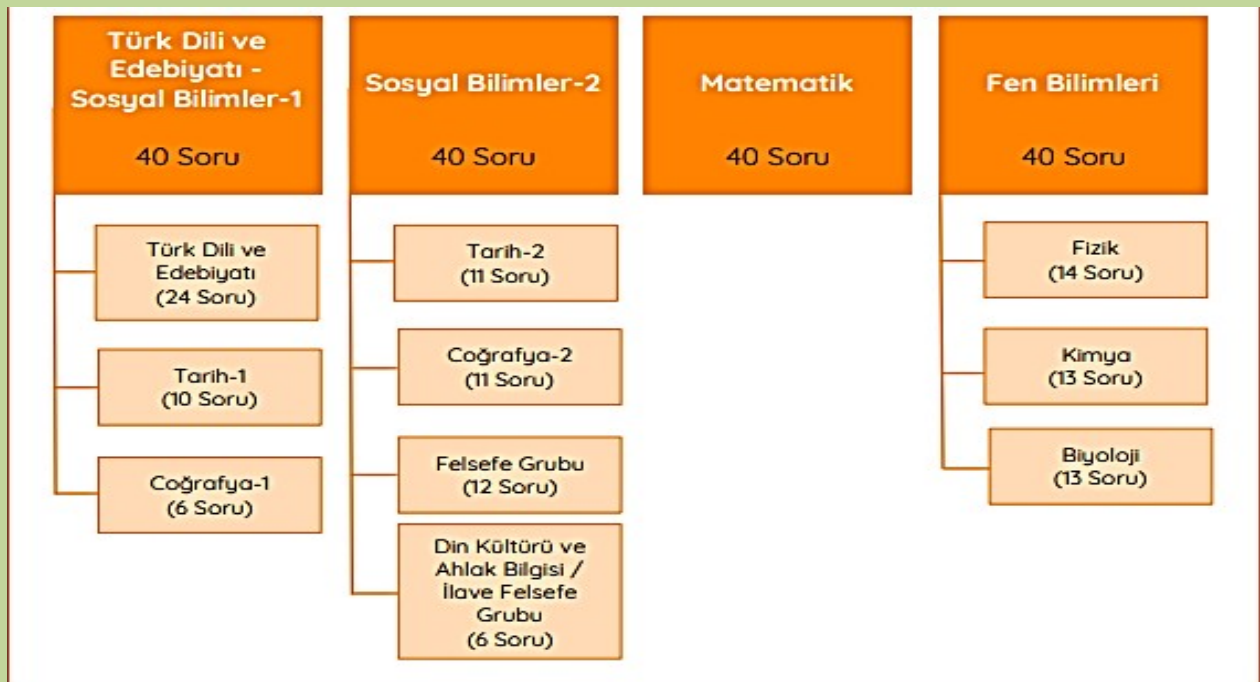 Türk Dili ve
Edebiyatı -
Sosyal Bilimler-1
40 Soru
Türk Dili ve
Edebiyatı
(24 Soru)
Tarih-1
(10 Soru)
Coğrafya-1
(6 Soru)
Sosyal Bilimler-2
40 Soru
Tarih-2
(11 Soru)
Coğrafya-2
(11 Soru)
Felsefe Grubu
(12 Soru)
Din Kültürü ve
Ahlak Bilgisi /
İlave Felsefe
Grubu
(6 Soru)
Matematik
40 Soru
Fen Bilimleri
40 Soru
Fizik
(14 Soru)
Kimya
(13 Soru)
Biyoloji
(13 Soru)